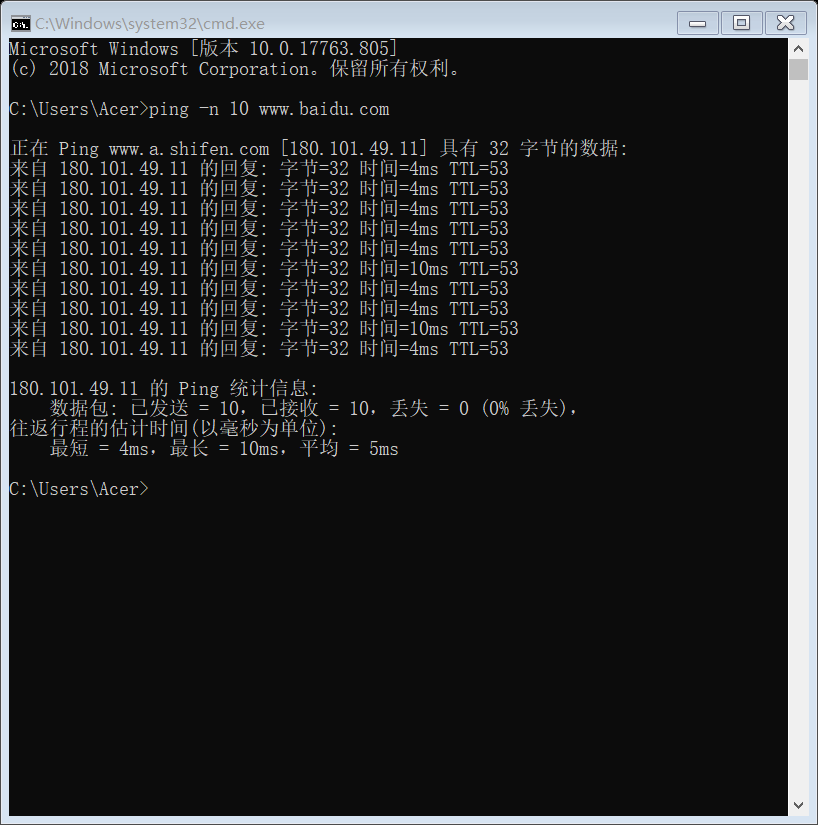 C:\Windows\system32\cmd.exe
Microsoft Windows [版本 10.0.17763.805]
(c) 2018 Microsoft Corporation。保留所有权利。
C:\Users\Acer>ping -n 10 www.baidu.com
正在 Ping www.a.shifen.com [180.101.49.11] 具有 32 字节的数据:
来自 180.101.49.11 的回复: 字节=32 时间=4ms TTL=53
来自 180.101.49.11 的回复: 字节=32 时间=4ms TTL=53
来自 180.101.49.11 的回复: 字节=32 时间=4ms TTL=53
来自 180.101.49.11 的回复: 字节=32 时间=4ms TTL=53
来自 180.101.49.11 的回复: 字节=32 时间=4ms TTL=53
来自 180.101.49.11 的回复: 字节=32 时间=10ms TTL=53
来自 180.101.49.11 的回复: 字节=32 时间=4ms TTL=53
来自 180.101.49.11 的回复: 字节=32 时间=4ms TTL=53
来自 180.101.49.11 的回复: 字节=32 时间=10ms TTL=53
来自 180.101.49.11 的回复: 字节=32 时间=4ms TTL=53
180.101.49.11 的 Ping 统计信息:
数据包: 已发送 = 10，已接收 = 10，丢失 = 0 (0% 丢失)，
往返行程的估计时间(以毫秒为单位):
最短 = 4ms，最长 = 10ms，平均 = 5ms
C:\Users\Acer>